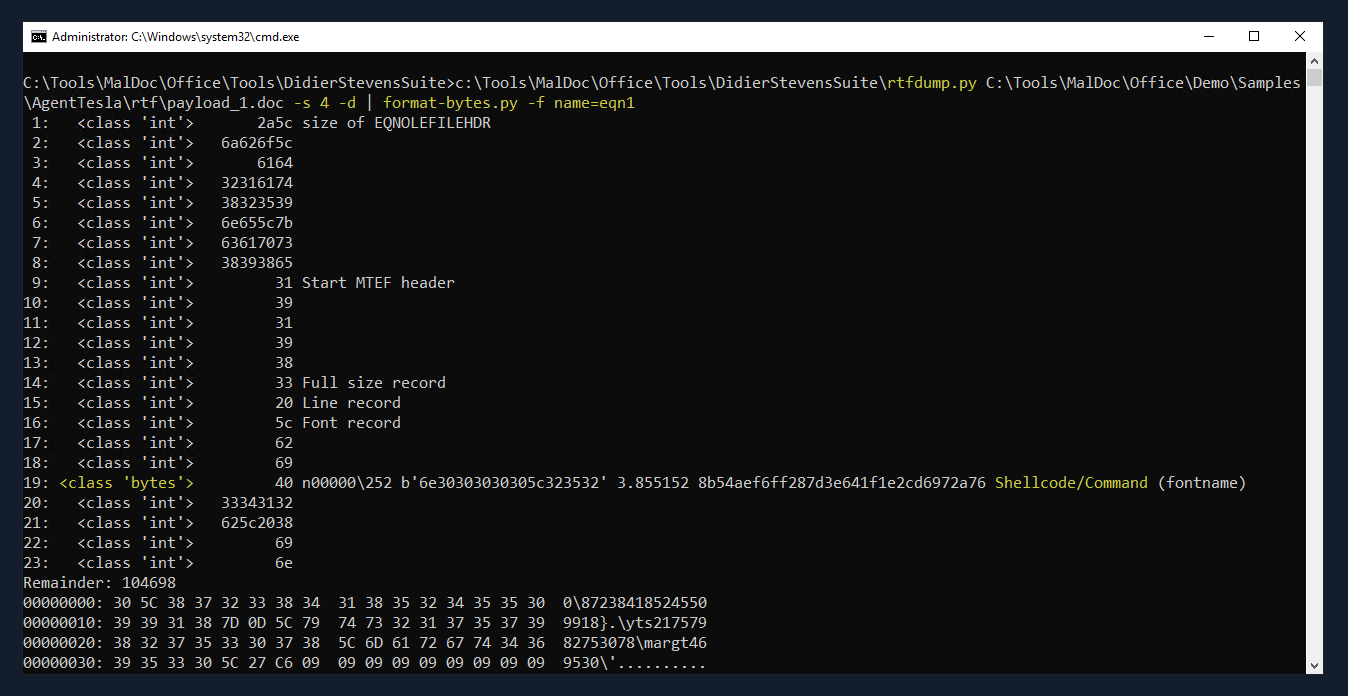 Administrator: C:\Windows\system32\cmd.exe
C:\Tools\MalDoc\Office\Tools\DidierStevensSuite>c:\Tools\MalDoc\Office\Tools\DidierStevensSuite\rtfdump.py C:\Tools\MalDoc\Office\Demo\Samples
\AgentTesla\rtf\payload_1.doc -s 4 -d | format-bytes.py -f name=eqn1
1: <class 'int'> 2a5c size of EQNOLEFILEHDR
2: <class 'int'> 6a626f5c
3: <class 'int'> 6164
4: <class 'int'> 32316174
5: <class 'int'> 38323539
6: <class 'int'> 6e655c7b
7: <class 'int'> 63617073
8: <class 'int'> 38393865
9: <class 'int'> 31 Start MTEF header
10: <class 'int'> 39
11: <class 'int'> 31
12: <class 'int'> 39
13: <class 'int'> 38
14: <class 'int'> 33 Full size record
15: <class 'int'> 20 Line record
16: <class 'int'> 5c Font record
17: <class 'int'> 62
18: <class 'int'> 69
19: <class 'bytes'> 40 n00000\252 b'6e30303030305c323532' 3.855152 8b54aef6ff287d3e641f1e2cd6972a76 Shellcode/Command (fontname)
20: <class 'int'> 33343132
21: <class 'int'> 625c2038
22: <class 'int'> 69
23: <class 'int'> 6e
Remainder: 104698
00000000: 30 5C 38 37 32 33 38 34 31 38 35 32 34 35 35 30 0\87238418524550
00000010: 39 39 31 38 7D 0D 5C 79 74 73 32 31 37 35 37 39 9918}.\yts217579
00000020: 38 32 37 35 33 30 37 38 5C 6D 61 72 67 74 34 36 82753078\margt46
00000030: 39 35 33 30 5C 27 C6 09 09 09 09 09 09 09 09 09 9530\'..........